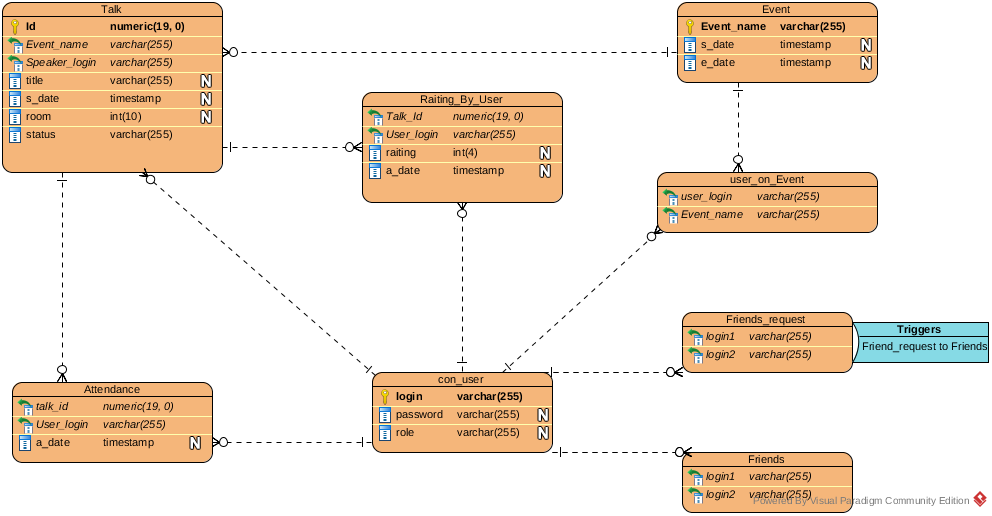 Talk
Id numeric(19, 0)
Event_name varchar(255)
Speaker_login varchar(255)
title varchar(255) N
s_date timestamp N
room int(10) N
status varchar(255)
Event
Event_name varchar(255)
s_date timestamp N
e_date timestamp N
Raiting_By_User
Talk_Id numeric(19, 0)
User_login varchar(255)
raiting int(4) N
a_date timestamp N
user_on_Event
user_login varchar(255)
Event_name varchar(255)
Friends_request
login1 varchar(255)
login2 varchar(255)
Triggers
Friend_request to Friends
con_user
login varchar(255)
password varchar(255) N
role varchar(255) N
Attendance
talk_id numeric(19, 0)
User_login varchar(255)
a_date timestamp N
Friends
login1 varchar(255)
login2 varchar(255)
Powered By Visual Paradigm Community Edition